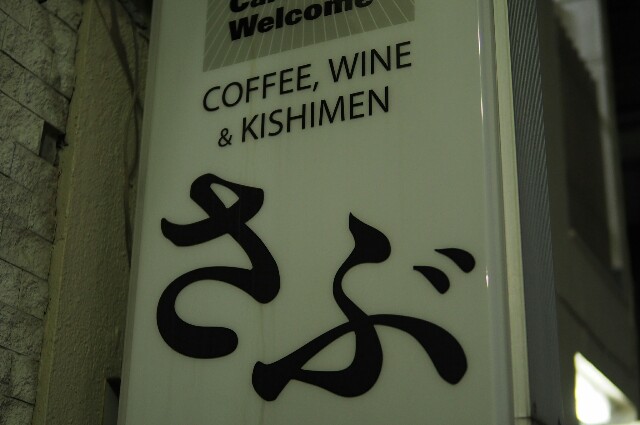 Welcome
COFFEE, WINE
& KISHIMEN
さぶ